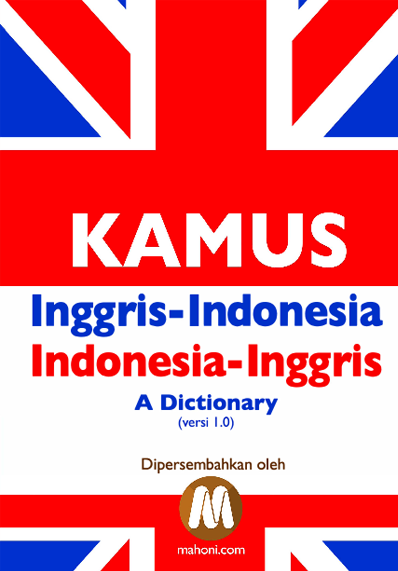 KAMUS
Inggris-Indonesia
Indonesia-Inggris
A Dictionary
(versi 1.0)
Dipersembahkan oleh
M
mahoni.com